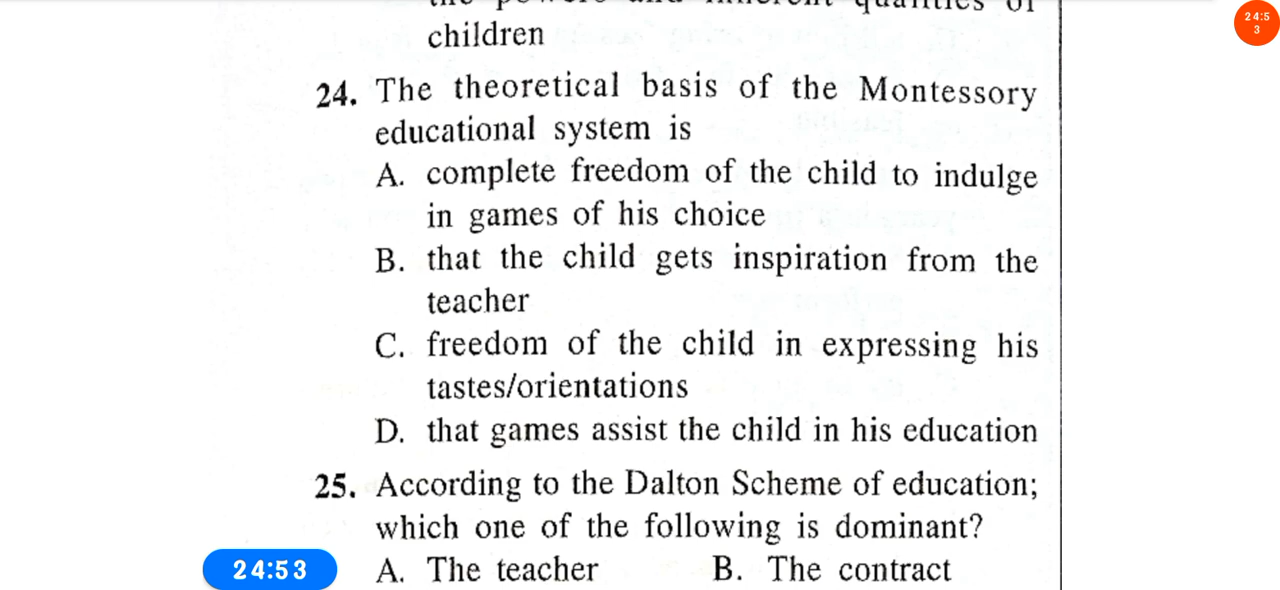 24:5
3
children
24. The theoretical basis of the Montessory
educational system is
A. complete freedom of the child to indulge
in games of his choice
B. that the child gets inspiration from the
teacher
C. freedom of the child in expressing his
tastes/orientations
D. that games assist the child in his education
25. According to the Dalton Scheme of education;
which one of the following is dominant?
24:53
A. The teacher B. The contract